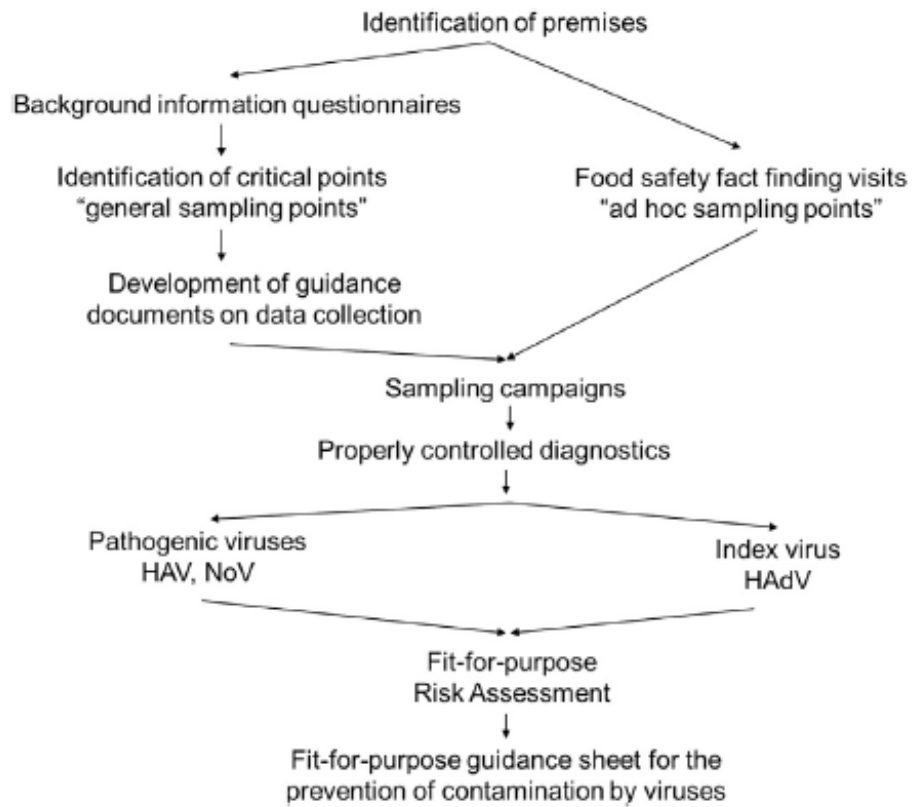 Identification of premises
Background information questionnaires
Identification of critical points
“general sampling points”
Food safety fact finding visits
“ad hoc sampling points”
Development of guidance
documents on data collection
Sampling campaigns
Properly controlled diagnostics
Pathogenic viruses
HAV, NoV
Index virus
HAdV
Fit-for-purpose
Risk Assessment
Fit-for-purpose guidance sheet for the
prevention of contamination by viruses